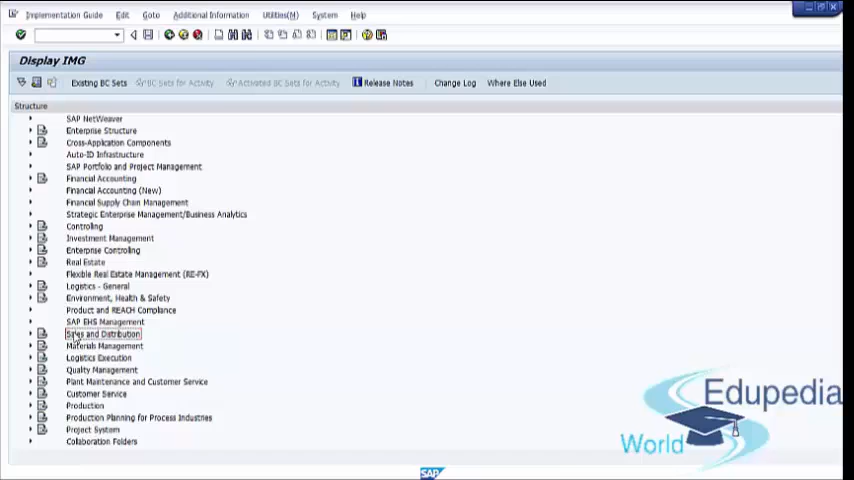 Implementation Guide Edit Goto Additional Information Utilities(M) System Help
Display IMG
Existing BC Sets BC Sets for Activity Activated BC Sets for Activity Release Notes Change Log Where Else Used
Structure
SAP NetWeaver
Enterprise Structure
Cross-Application Components
Auto-ID Infrastructure
SAP Portfolio and Project Management
Financial Accounting
Financial Accounting (New)
Financial Supply Chain Management
Strategic Enterprise Management/Business Analytics
Controlling
Investment Management
Enterprise Controlling
Real Estate
Flexible Real Estate Management (RE-FX)
Logistics - General
Environment, Health & Safety
Product and REACH Compliance
SAP EHS Management
Sales and Distribution
Materials Management
Logistics Execution
Quality Management
Plant Maintenance and Customer Service
Customer Service
Production
Production Planning for Process Industries
Project System
Collaboration Folders
Edupedia
World
SAP